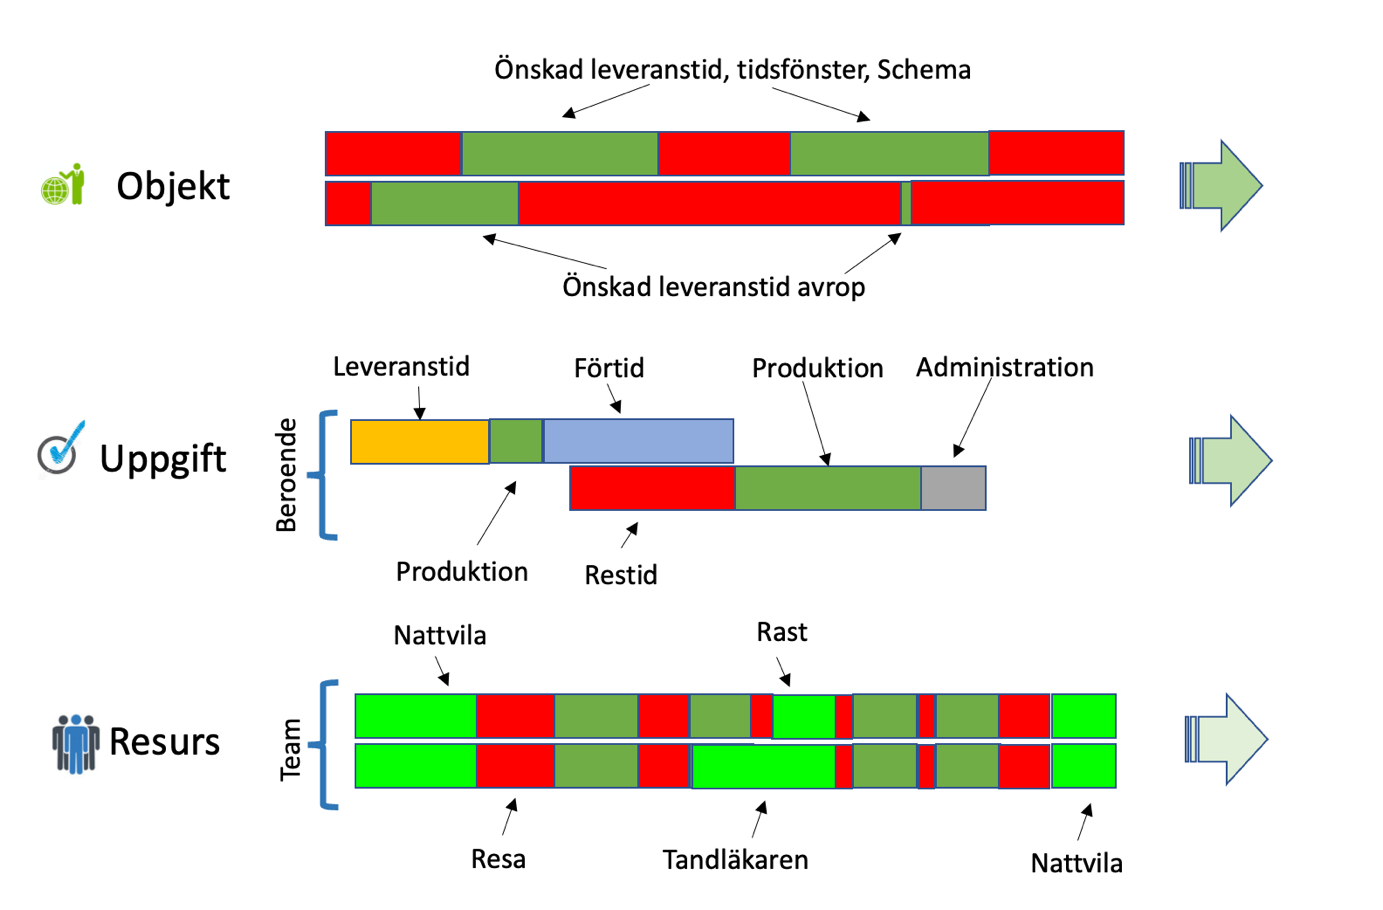 Önskad leveranstid, tidsfönster, Schema
Objekt
Önskad leveranstid avrop
Leveranstid
Förtid
Produktion
Administration
Uppgift
Beroende
Produktion
Restid
Nattvila
Rast
Resurs
Team
Resa
Tandläkaren
Nattvila